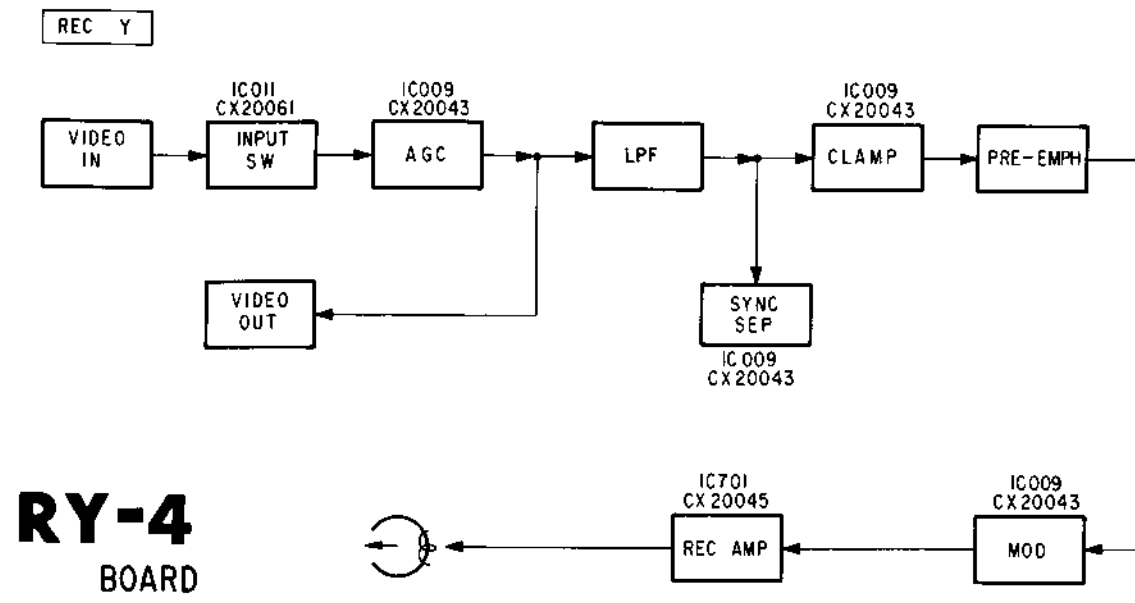 REC Y
IC011
CX20061
IC009
CX20043
IC009
CX20043
VIDEO
IN
INPUT
SW
AGC
LPF
CLAMP
PRE-EMPH
VIDEO
OUT
SYNC
SEP
IC009
CX20043
RY-4
BOARD
IC701
CX20045
IC009
CX20043
REC AMP
MOD